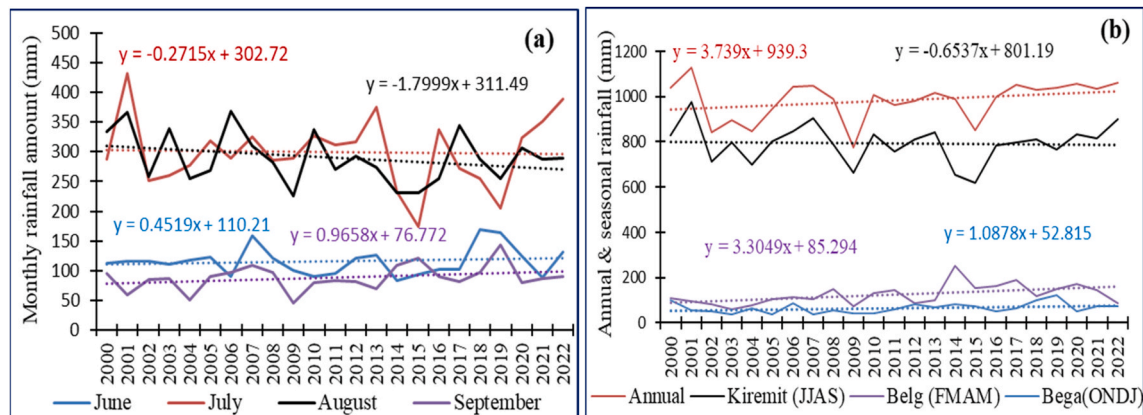 (a)
Monthly rainfall amount (mm)
500
450
400
350
300
250
200
150
100
50
0
y = -0.2715x + 302.72
y = -1.7999x + 311.49
y = 0.4519x + 110.21
y = 0.9658x + 76.772
2000 2001 2002 2003 2004 2005 2006 2007 2008 2009 2010 2011 2012 2013 2014 2015 2016 2017 2018 2019 2020 2021 2022
June July August September
(b)
Annual & seasonal rainfall (mm)
1200
1000
800
600
400
200
0
y = 3.739x + 939.3
y = -0.6537x + 801.19
y = 3.3049x + 85.294
y = 1.0878x + 52.815
2000 2001 2002 2003 2004 2005 2006 2007 2008 2009 2010 2011 2012 2013 2014 2015 2016 2017 2018 2019 2020 2021 2022
Annual Kiremit (JJAS) Belg (FMAM) Bega(ONDJ)